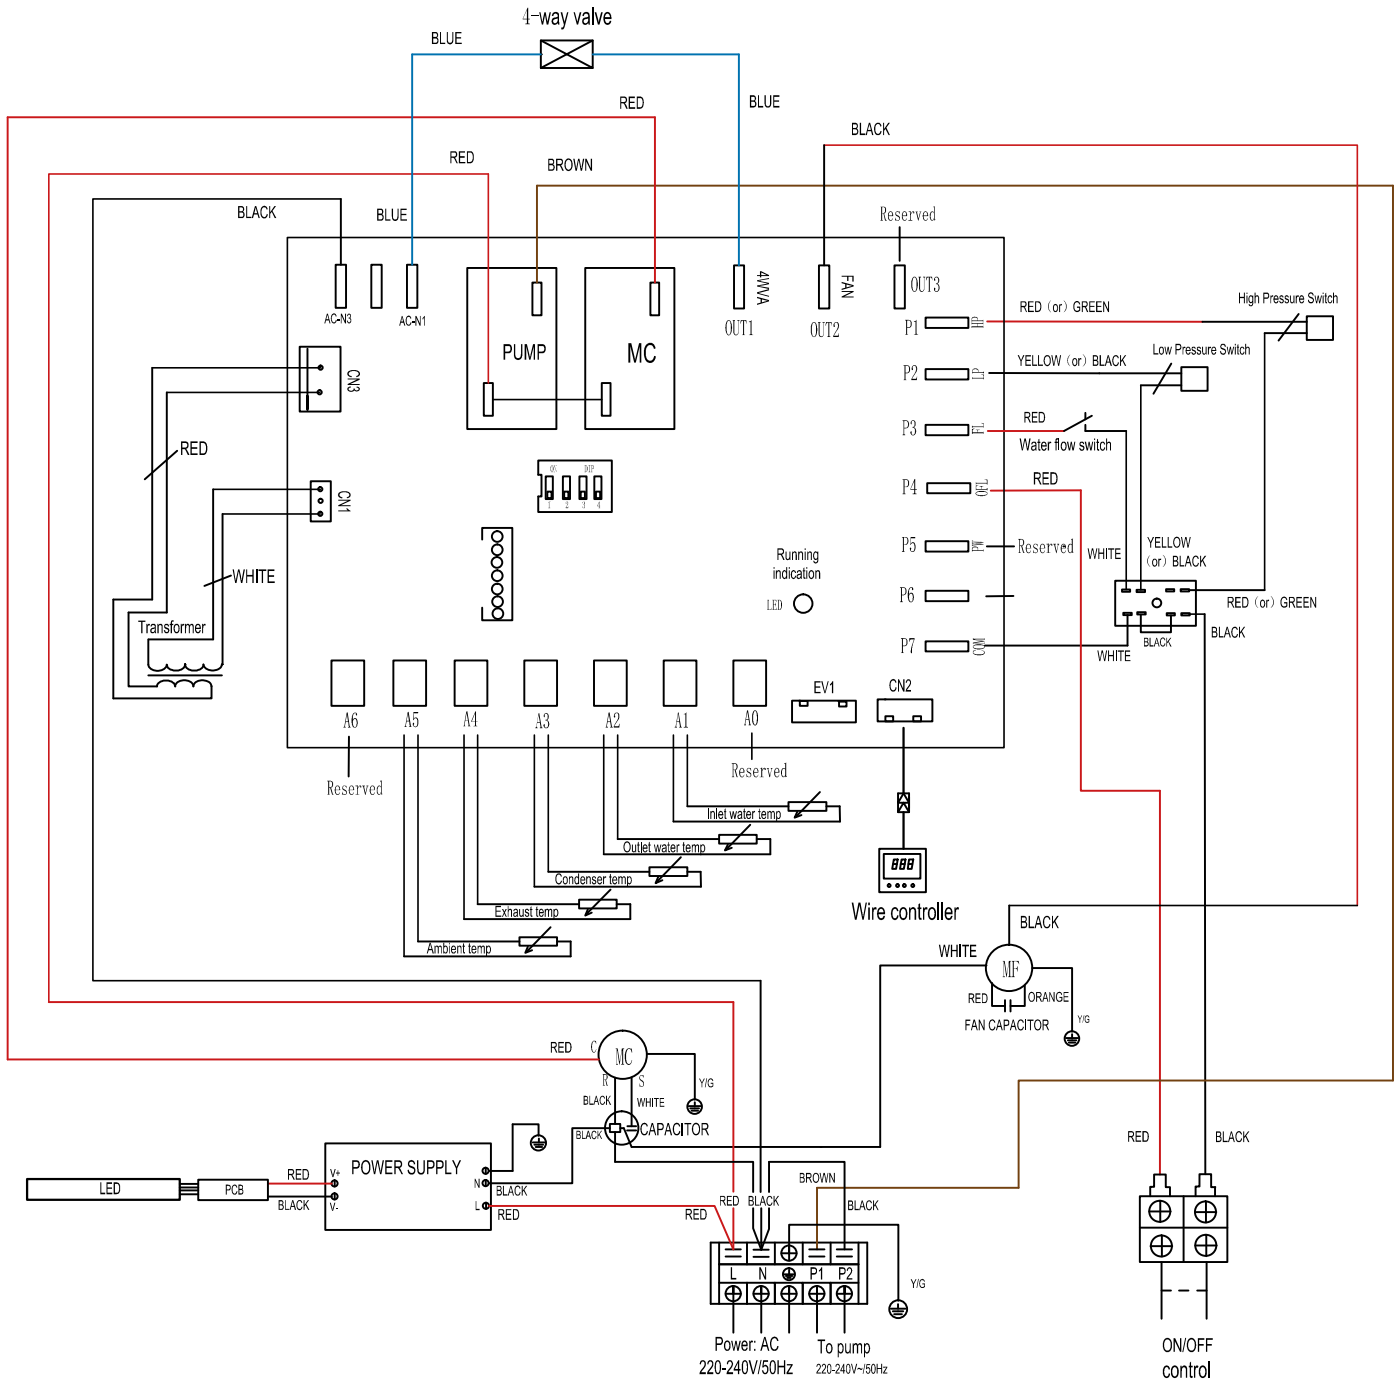 4-way valve
BLUE
RED
BLUE
BLACK
RED
BROWN
BLACK
BLUE
Reserved
AC-N3
AC-N1
PUMP
MC
4WVA
OUT1
FAN
OUT2
OUT3
P1
HP
RED (or) GREEN
High Pressure Switch
P2
LP
YELLOW (or) BLACK
Low Pressure Switch
P3
FL
RED
Water flow switch
P4
OFL
RED
P5
PW
Reserved
P6
P7
COM
WHITE
YELLOW
(or) BLACK
RED (or) GREEN
BLACK
BLACK
WHITE
CN3
RED
CN1
WHITE
Transformer
ON DIP
1 2 3 4
Running
indication
LED
A6
A5
A4
A3
A2
A1
A0
EV1
CN2
Reserved
Reserved
Inlet water temp
Outlet water temp
Condenser temp
Exhaust temp
Ambient temp
888
Wire controller
BLACK
WHITE
MF
RED
ORANGE
FAN CAPACITOR
Y/G
RED
C
MC
R
S
Y/G
BLACK
WHITE
BLACK
CAPACITOR
POWER SUPPLY
LED
PCB
RED
BLACK
V+
V-
N
L
BLACK
RED
RED
RED
BLACK
BROWN
BLACK
Y/G
L N P1 P2
Power: AC
220-240V/50Hz
To pump
220-240V~/50Hz
RED
BLACK
ON/OFF
control